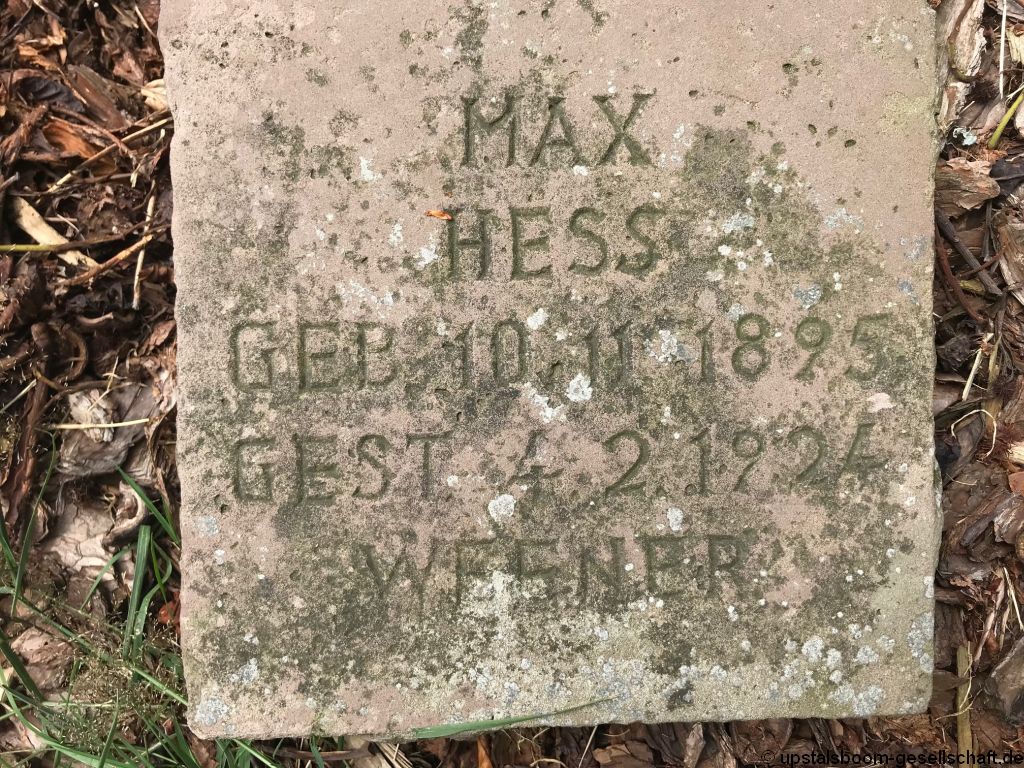 MAX
HESS
GEB. 10.11.1895
GEST. 4.2.1924
WEENER
© upstalsboom-gesellschaft.de